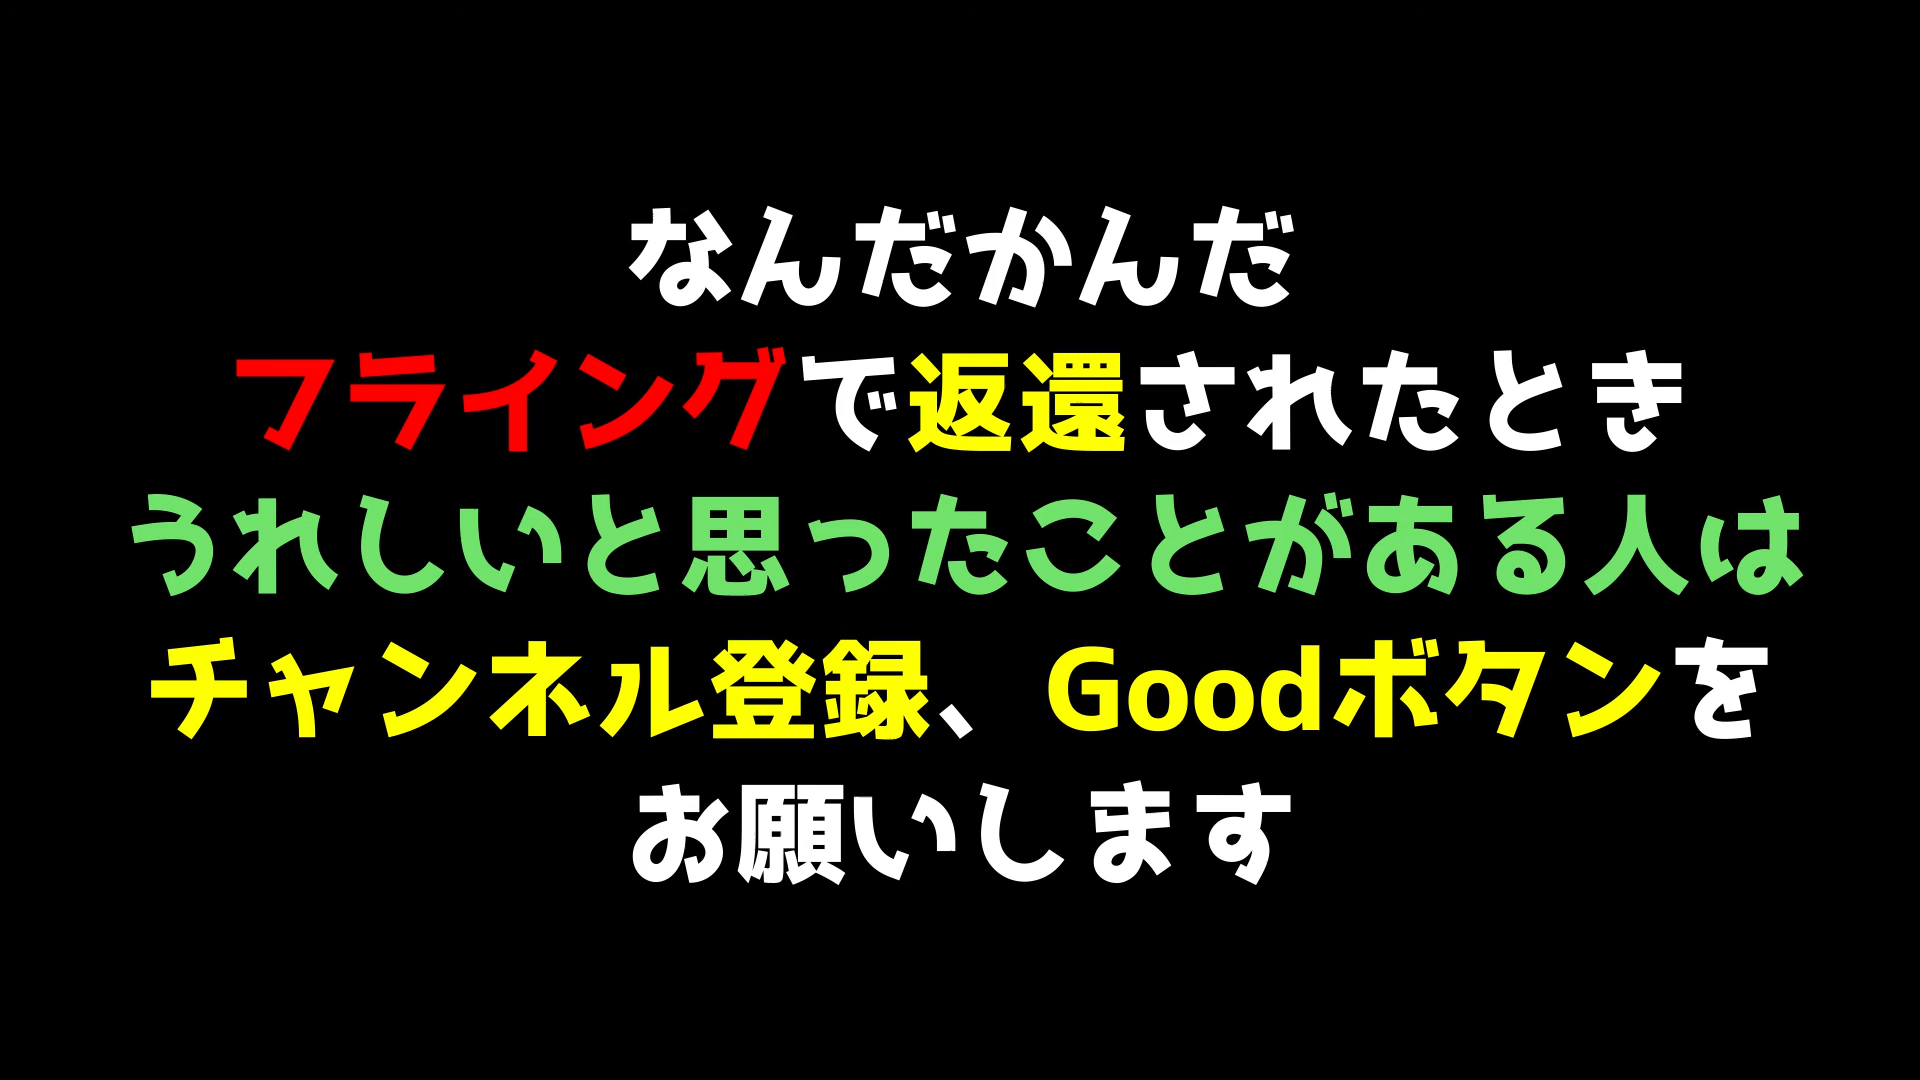 なんだかんだ
フライングで返還されたとき
うれしいと思ったことがある人は
チャンネル登録、Goodボタンを
お願いします